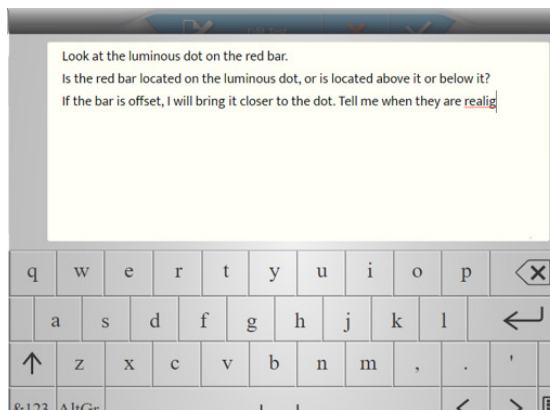 Look at the luminous dot on the red bar.
Is the red bar located on the luminous dot, or is located above it or below it?
If the bar is offset, I will bring it closer to the dot. Tell me when they are realig
q w e r t y u i o p
a s d f g h j k l
z x c v b n m , . '
&123 AltGr